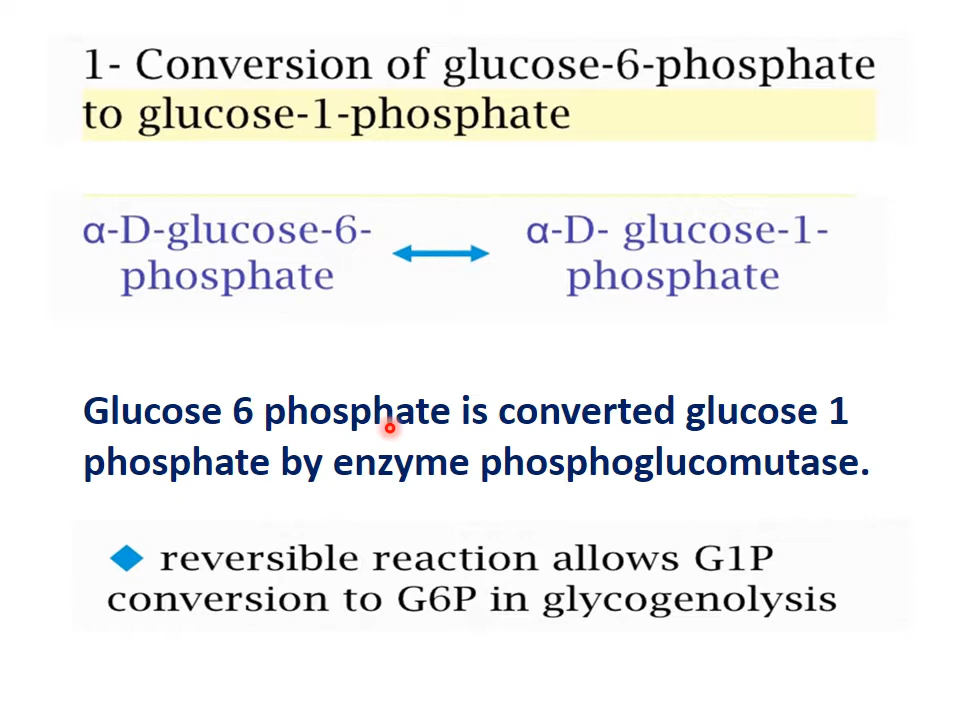 1- Conversion of glucose-6-phosphate
to glucose-1-phosphate
α-D-glucose-6-
phosphate
α-D- glucose-1-
phosphate
Glucose 6 phosphate is converted glucose 1
phosphate by enzyme phosphoglucomutase.
reversible reaction allows G1P
conversion to G6P in glycogenolysis